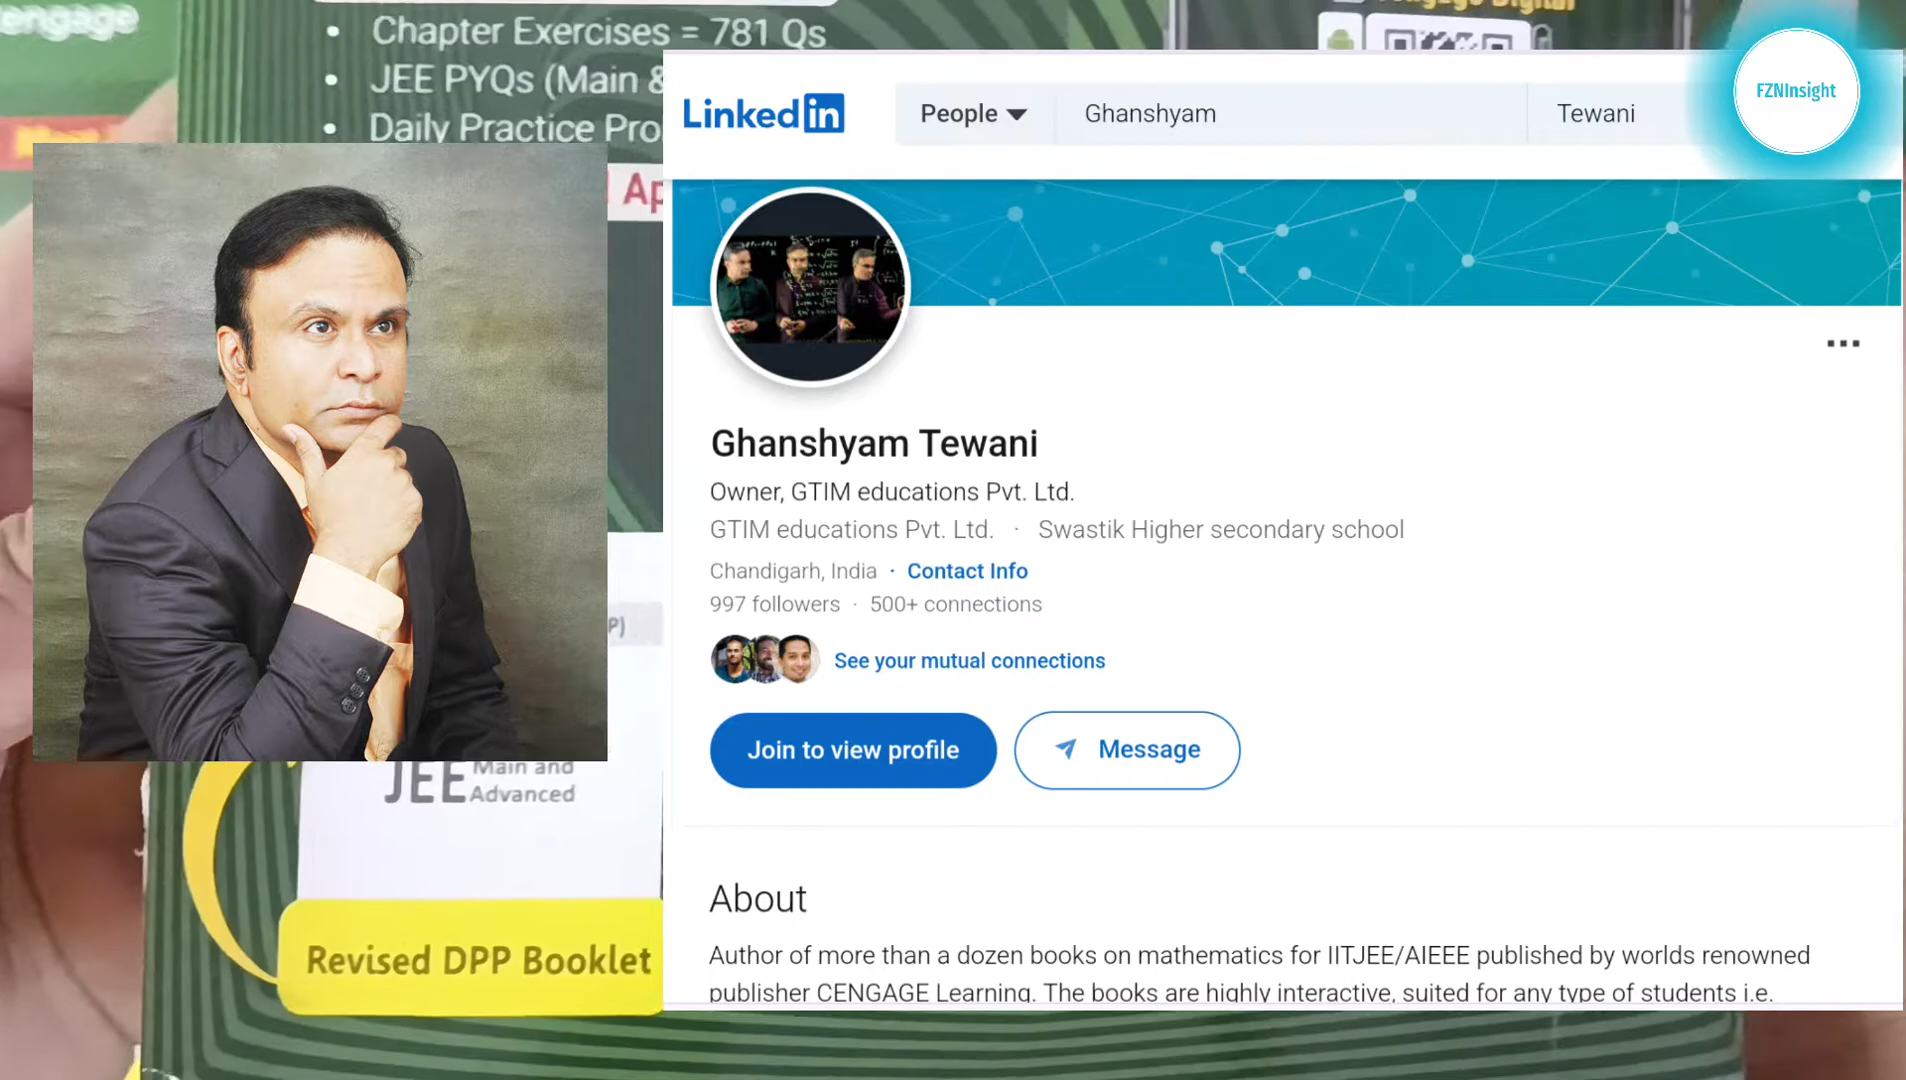 engage
Chapter Exercises = 781 Qs
JEE PYQs (Main &
Daily Practice Pro
FZNInsight
Linkedin
People
Ghanshyam
Tewani
Ghanshyam Tewani
Owner, GTIM educations Pvt. Ltd.
GTIM educations Pvt. Ltd. · Swastik Higher secondary school
Chandigarh, India · Contact Info
997 followers · 500+ connections
See your mutual connections
Join to view profile
Message
JEE Main and
Advanced
About
Revised DPP Booklet
Author of more than a dozen books on mathematics for IITJEE/AIEEE published by worlds renowned
publisher CENGAGE Learning. The books are highly interactive, suited for any type of students i.e.